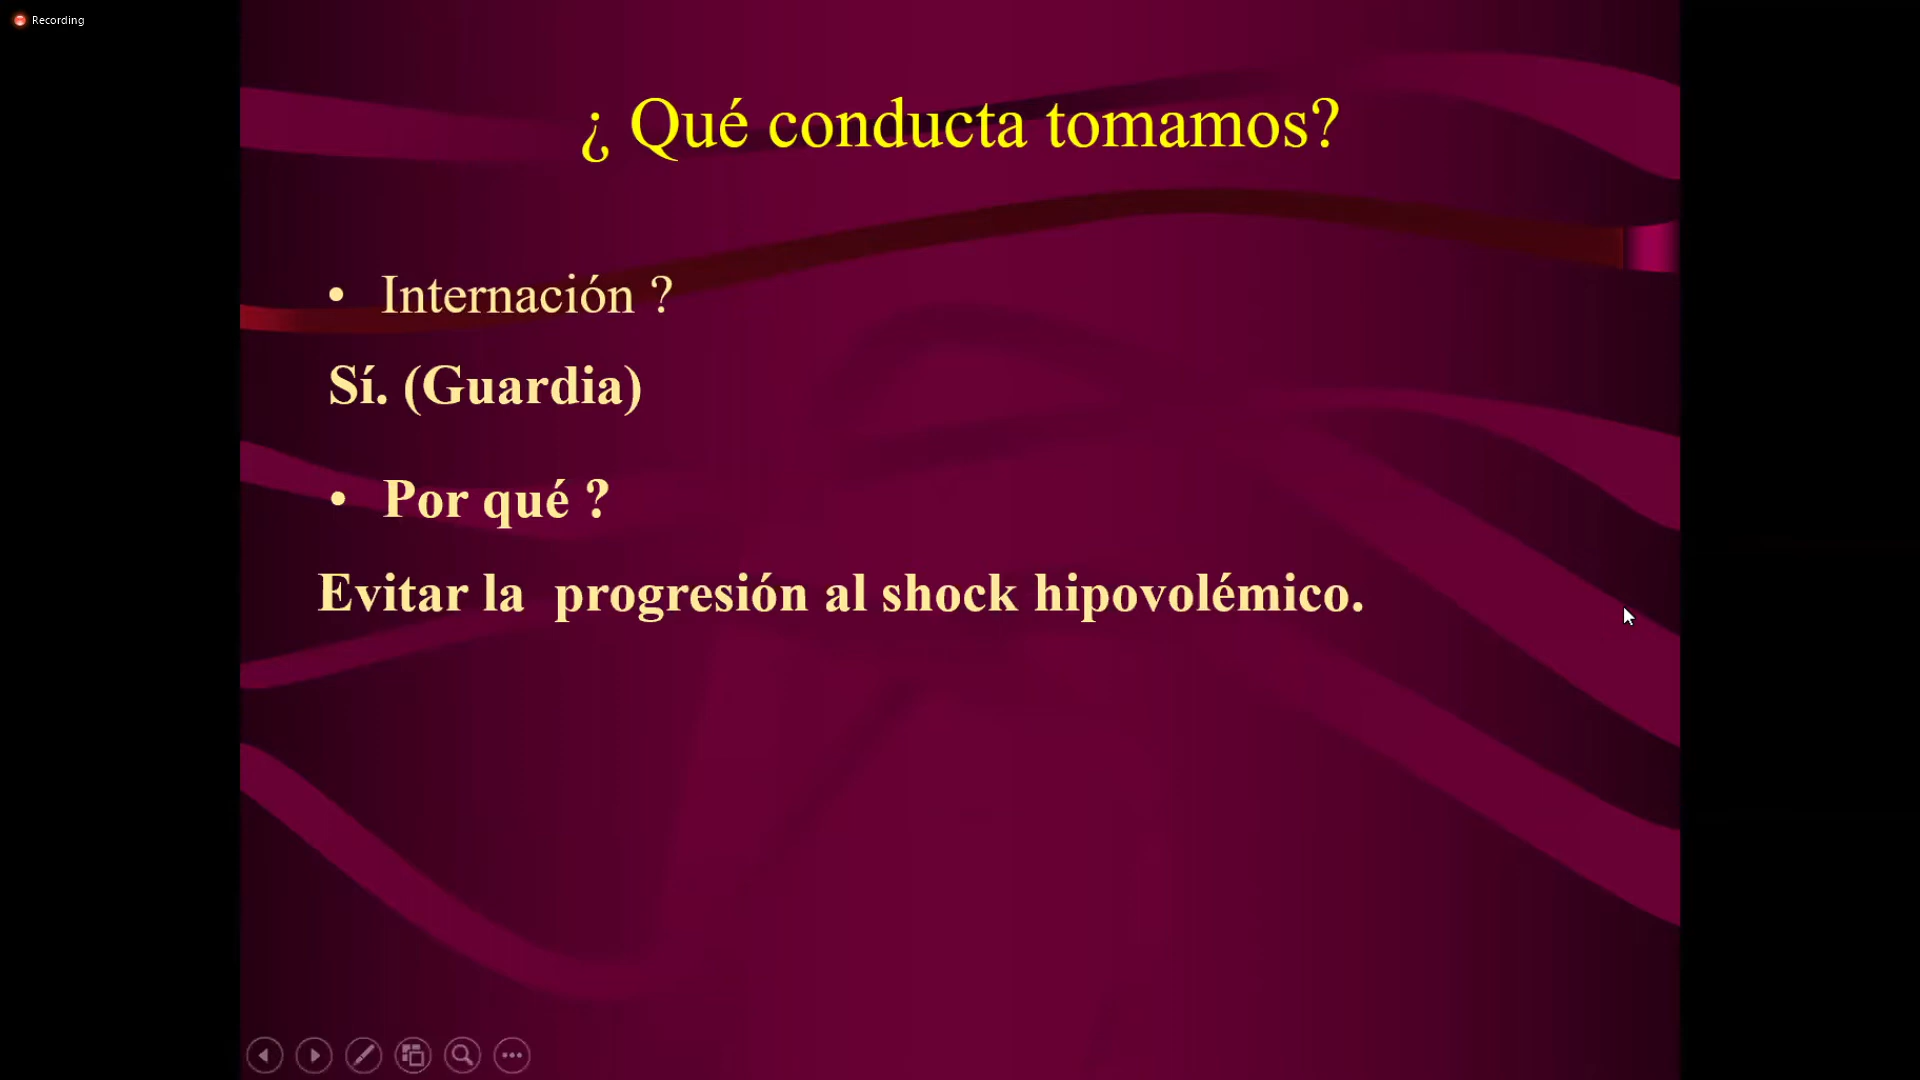 Recording
¿ Qué conducta tomamos?
• Internación ?
Sí. (Guardia)
• Por qué ?
Evitar la  progresión al shock hipovolémico.